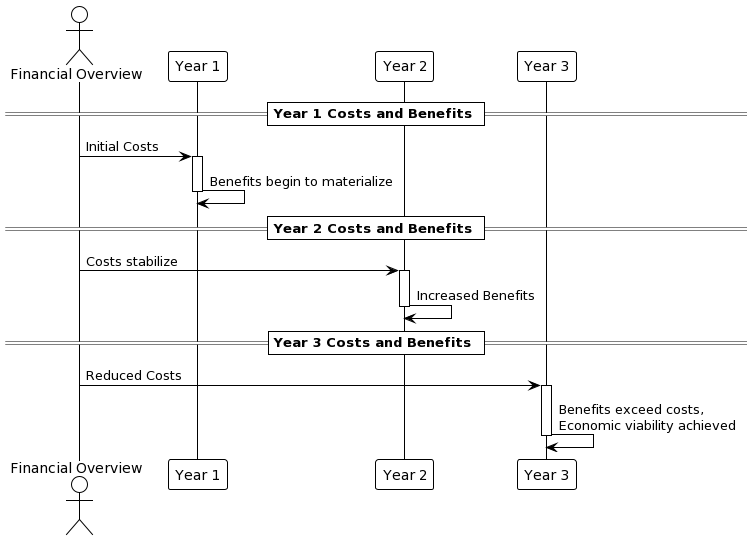 Financial Overview
Year 1
Year 2
Year 3
Year 1 Costs and Benefits
Initial Costs
Benefits begin to materialize
Year 2 Costs and Benefits
Costs stabilize
Increased Benefits
Year 3 Costs and Benefits
Reduced Costs
Benefits exceed costs,
Economic viability achieved
Financial Overview
Year 1
Year 2
Year 3